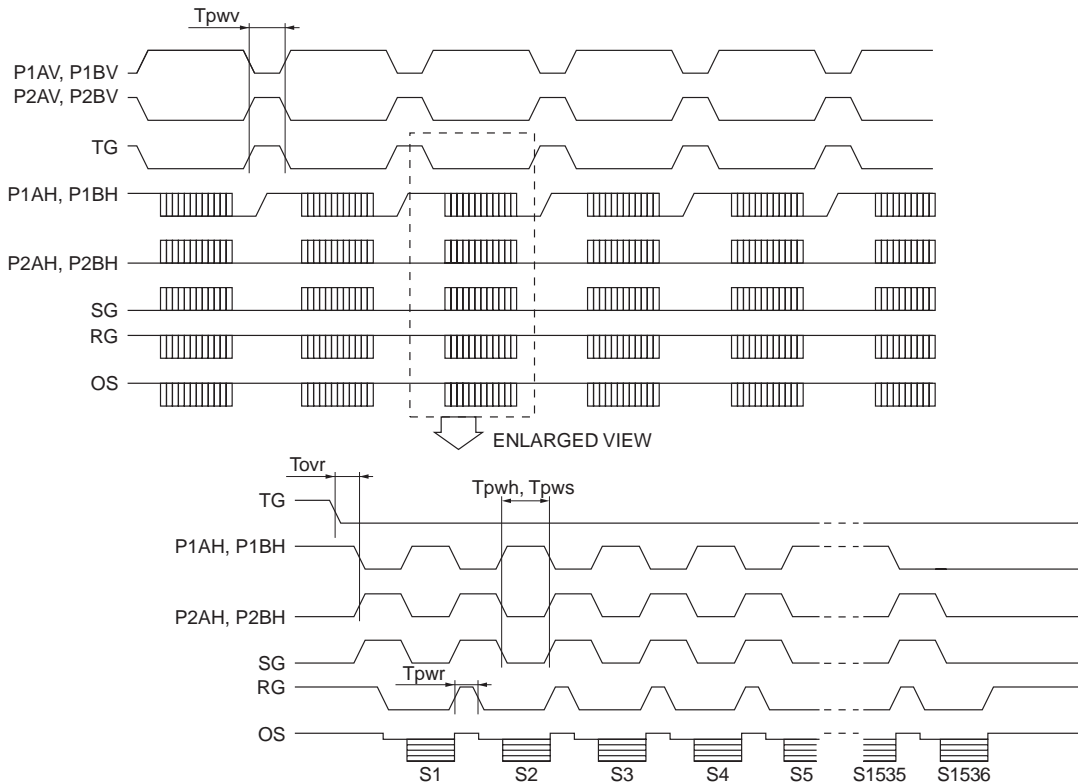 Tpwv
P1AV, P1BV
P2AV, P2BV
TG
P1AH, P1BH
P2AH, P2BH
SG
RG
OS
ENLARGED VIEW
Tovr
Tpwh, Tpws
TG
P1AH, P1BH
P2AH, P2BH
SG
Tpwr
RG
OS
S1 S2 S3 S4 S5 S1535 S1536